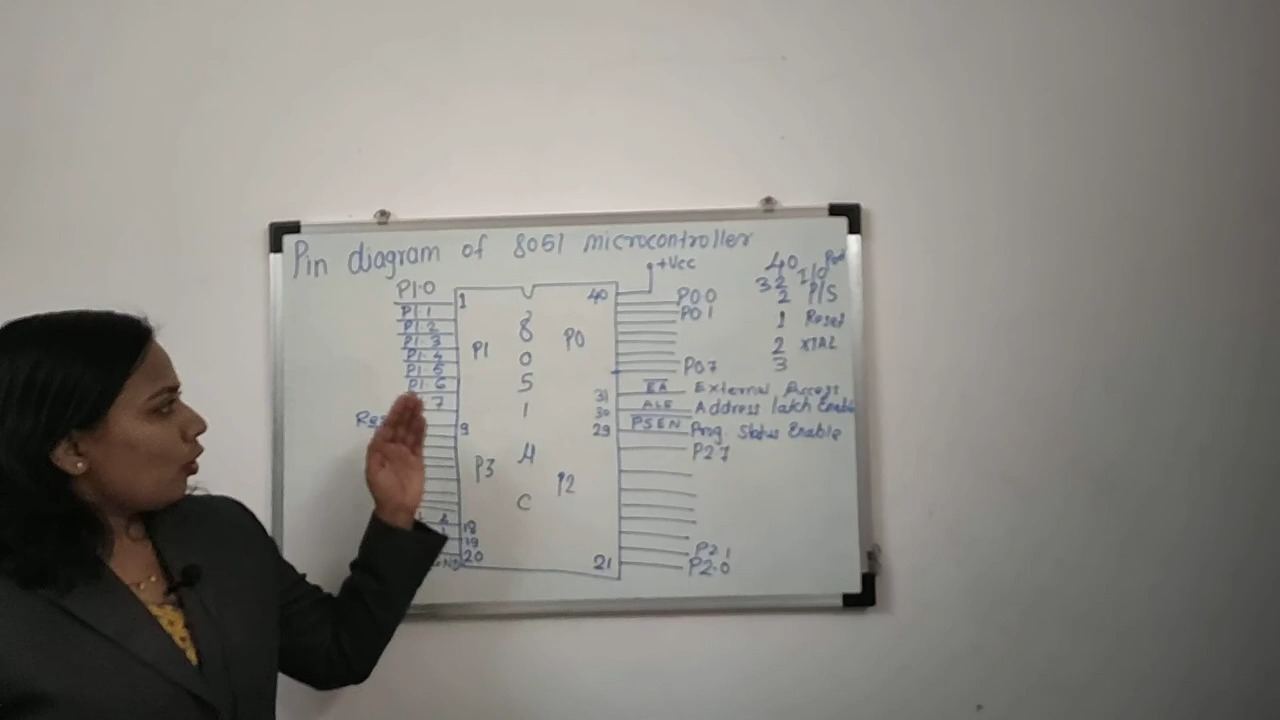 Pin diagram of 8051 microcontroller
+Vcc
40
32 I/O Port
2 P/S
1 Reset
2 XTAL
3
P1.0
P1.1
P1.2
P1.3
P1.4
P1.5
P1.6
7
1
9
18
19
20
P1
P3
8
0
5
1
μ
C
P0
P2
40
31
30
29
21
P0.0
P0.1
P0.7
EA External Access
ALE Address latch Enable
PSEN Prog Status Enable
P2.7
P2.1
P2.0